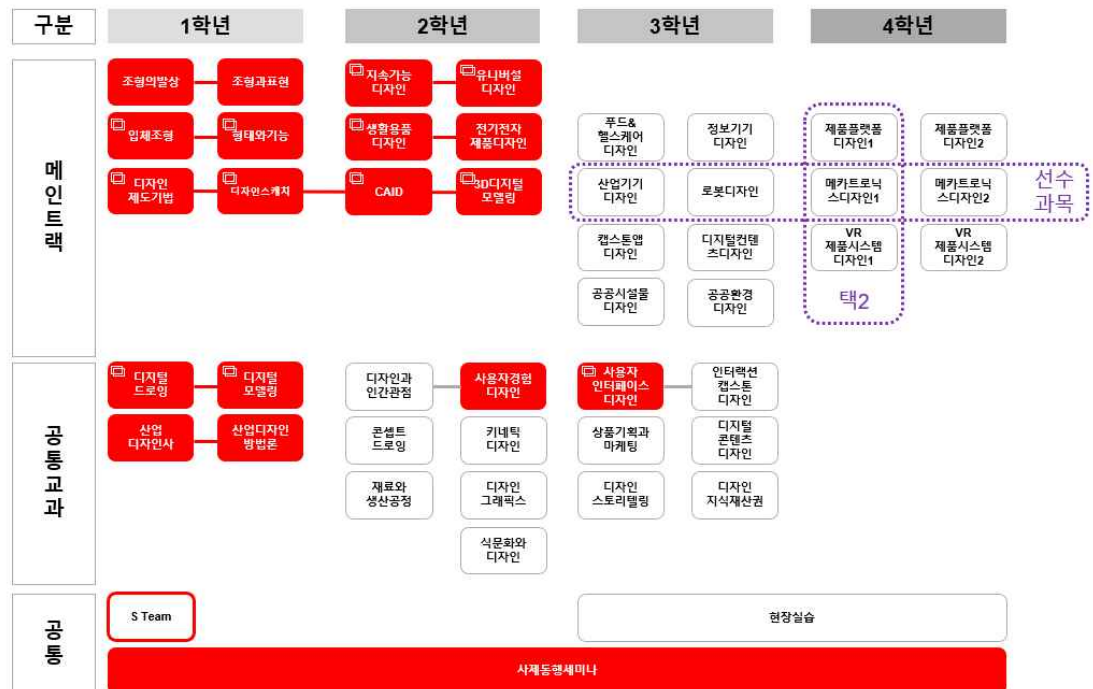 구분
1학년
2학년
3학년
4학년
메인트랙
조형의발상
조형과표현
지속가능
디자인
유니버설
디자인
입체조형
형태와기능
생활용품
디자인
전기전자
제품디자인
푸드&
헬스케어
디자인
정보기기
디자인
제품플랫폼
디자인1
제품플랫폼
디자인2
디자인
제도기법
디자인스케치
CAID
3D디지털
모델링
산업기기
디자인
로봇디자인
메카트로닉
스디자인1
메카트로닉
스디자인2
선수
과목
캡스톤앱
디자인
디지털컨텐
츠디자인
VR
제품시스템
디자인1
VR
제품시스템
디자인2
공공시설물
디자인
공공환경
디자인
택2
공통교과
디지털
드로잉
디지털
모델링
디자인과
인간관점
사용자경험
디자인
사용자
인터페이스
디자인
인터랙션
캡스톤
디자인
산업
디자인사
산업디자인
방법론
콘셉트
드로잉
키네틱
디자인
상품기획과
마케팅
디지털
콘텐츠
디자인
재료와
생산공정
디자인
그래픽스
디자인
스토리텔링
디자인
지식재산권
식문화와
디자인
공통
S Team
현장실습
사제동행세미나